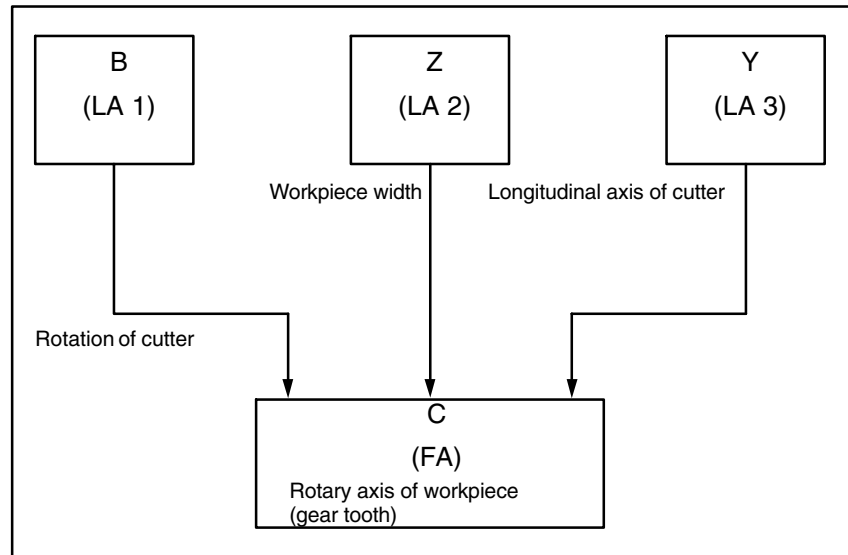 B
(LA 1)
Z
(LA 2)
Y
(LA 3)
Workpiece width
Longitudinal axis of cutter
Rotation of cutter
C
(FA)
Rotary axis of workpiece
(gear tooth)